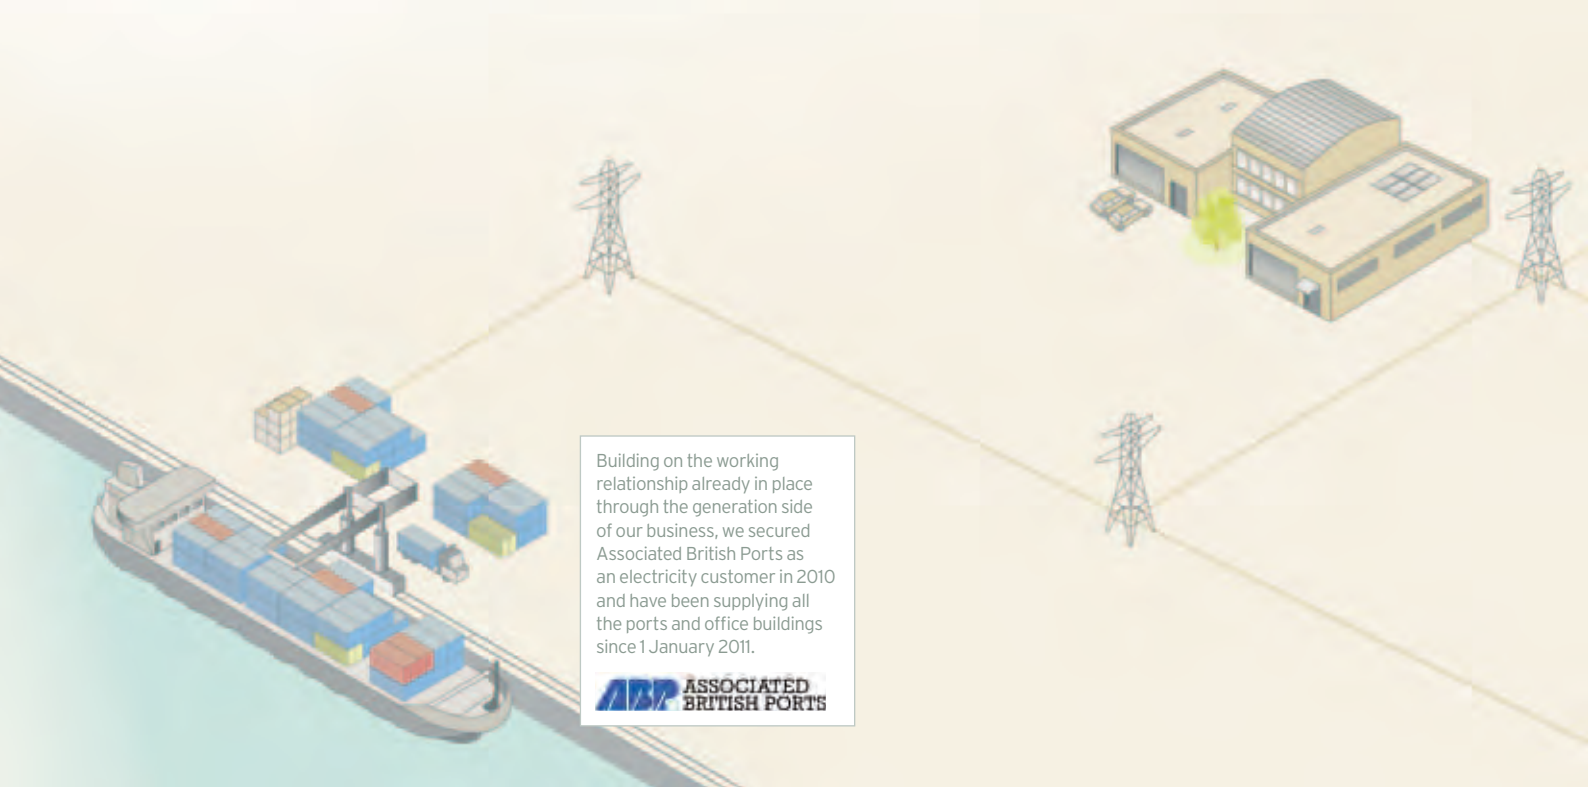 Building on the working
relationship already in place
through the generation side
of our business, we secured
Associated British Ports as
an electricity customer in 2010
and have been supplying all
the ports and office buildings
since 1 January 2011.
ABP ASSOCIATED
BRITISH PORTS